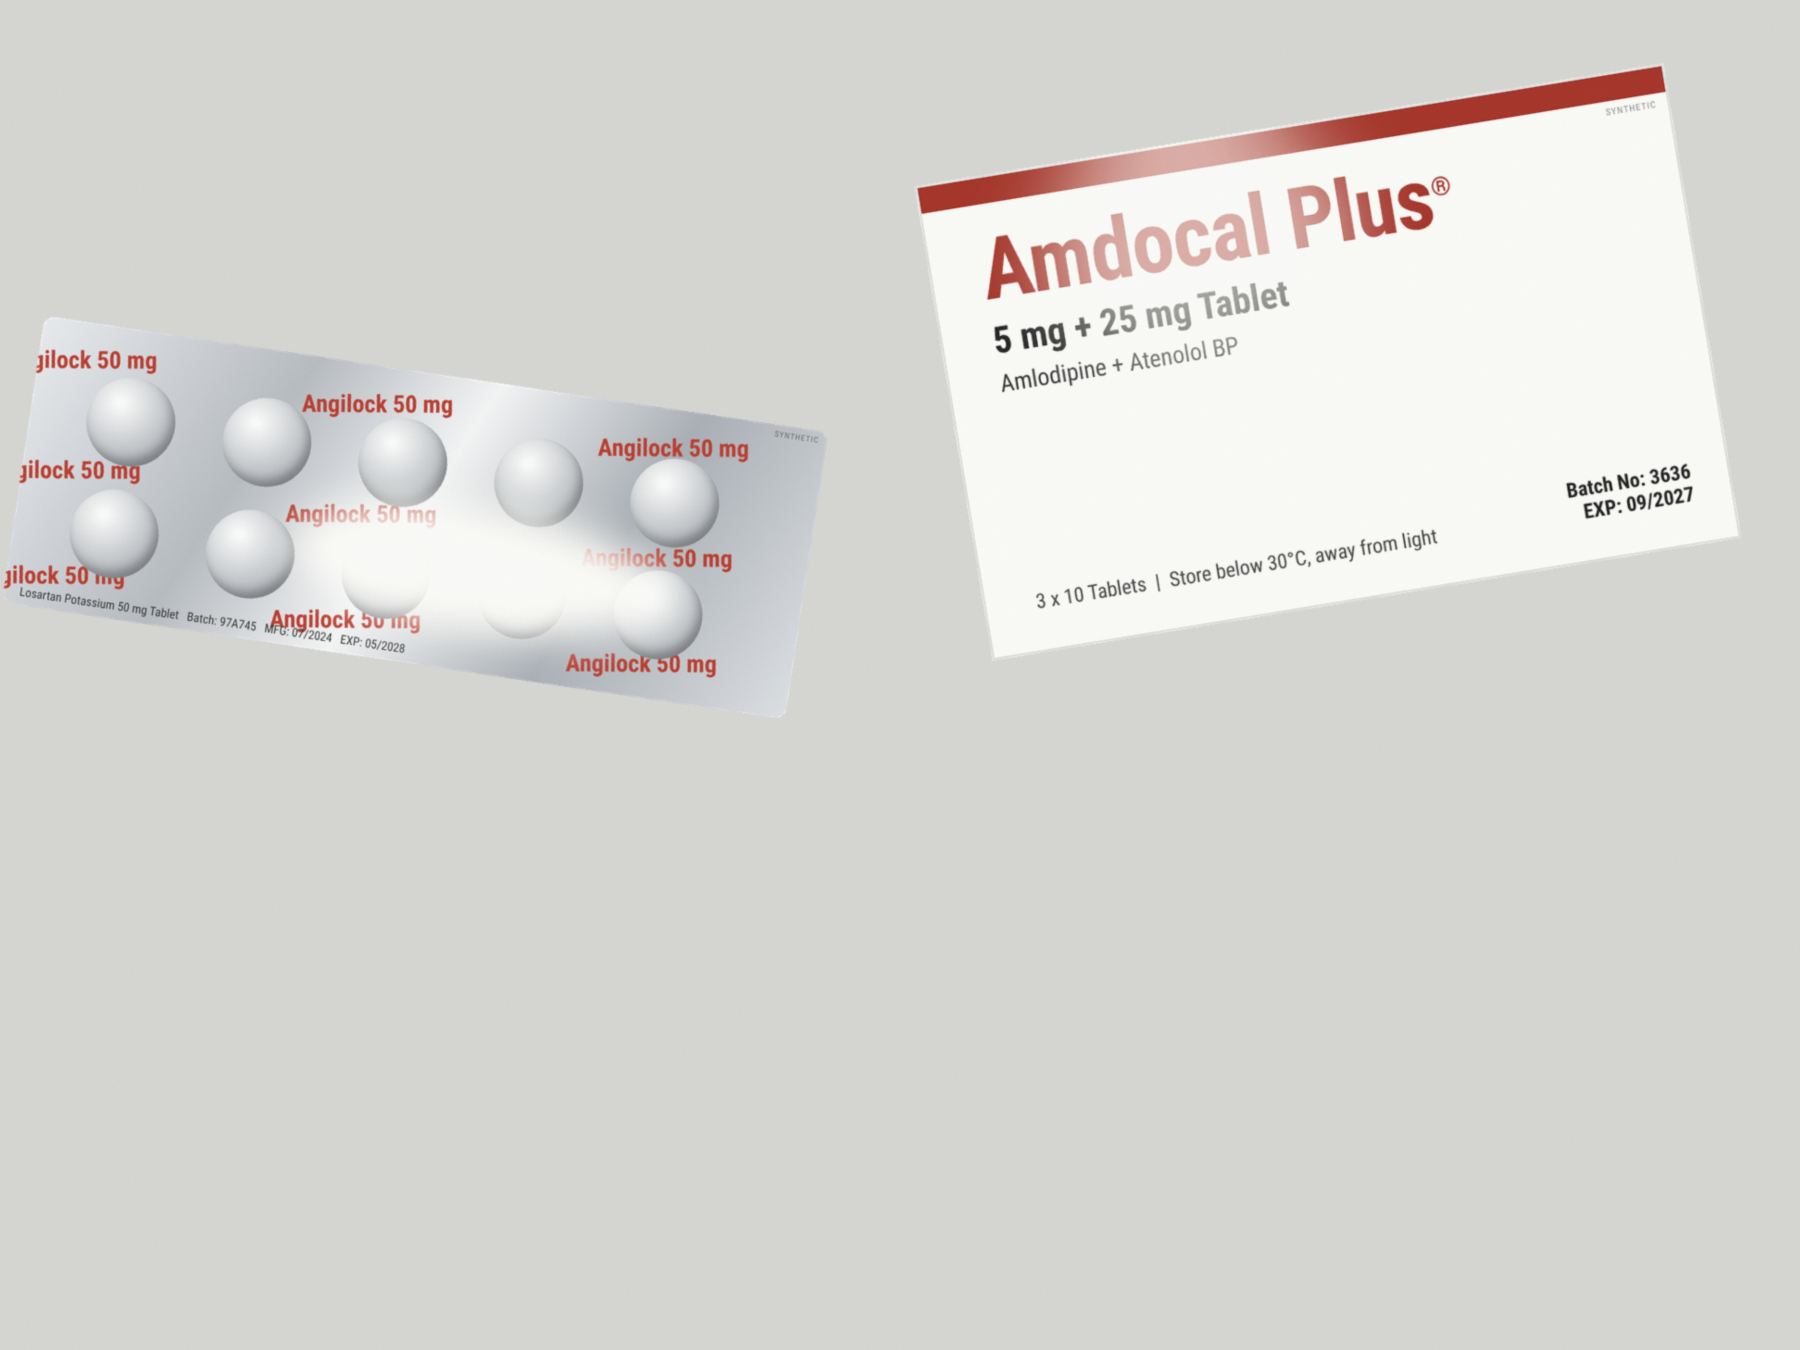 gilock 50 mg
Angilock 50 mg
Angilock 50 mg
SYNTHETIC
gilock 50 mg
Angilock 50 mg
Angilock 50 mg
gilock 50 mg
Angilock 50 mg
Angilock 50 mg
Losartan Potassium 50 mg Tablet Batch: 97A745 MFG: 07/2024 EXP: 05/2028
SYNTHETIC
Amdocal Plus®
5 mg + 25 mg Tablet
Amlodipine + Atenolol BP
Batch No: 3636
EXP: 09/2027
3 x 10 Tablets | Store below 30°C, away from light